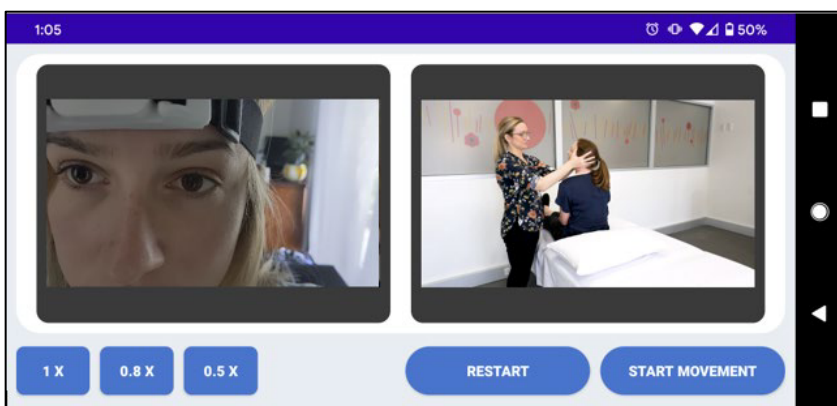 1:05
50%
1 X
0.8 X
0.5 X
RESTART
START MOVEMENT